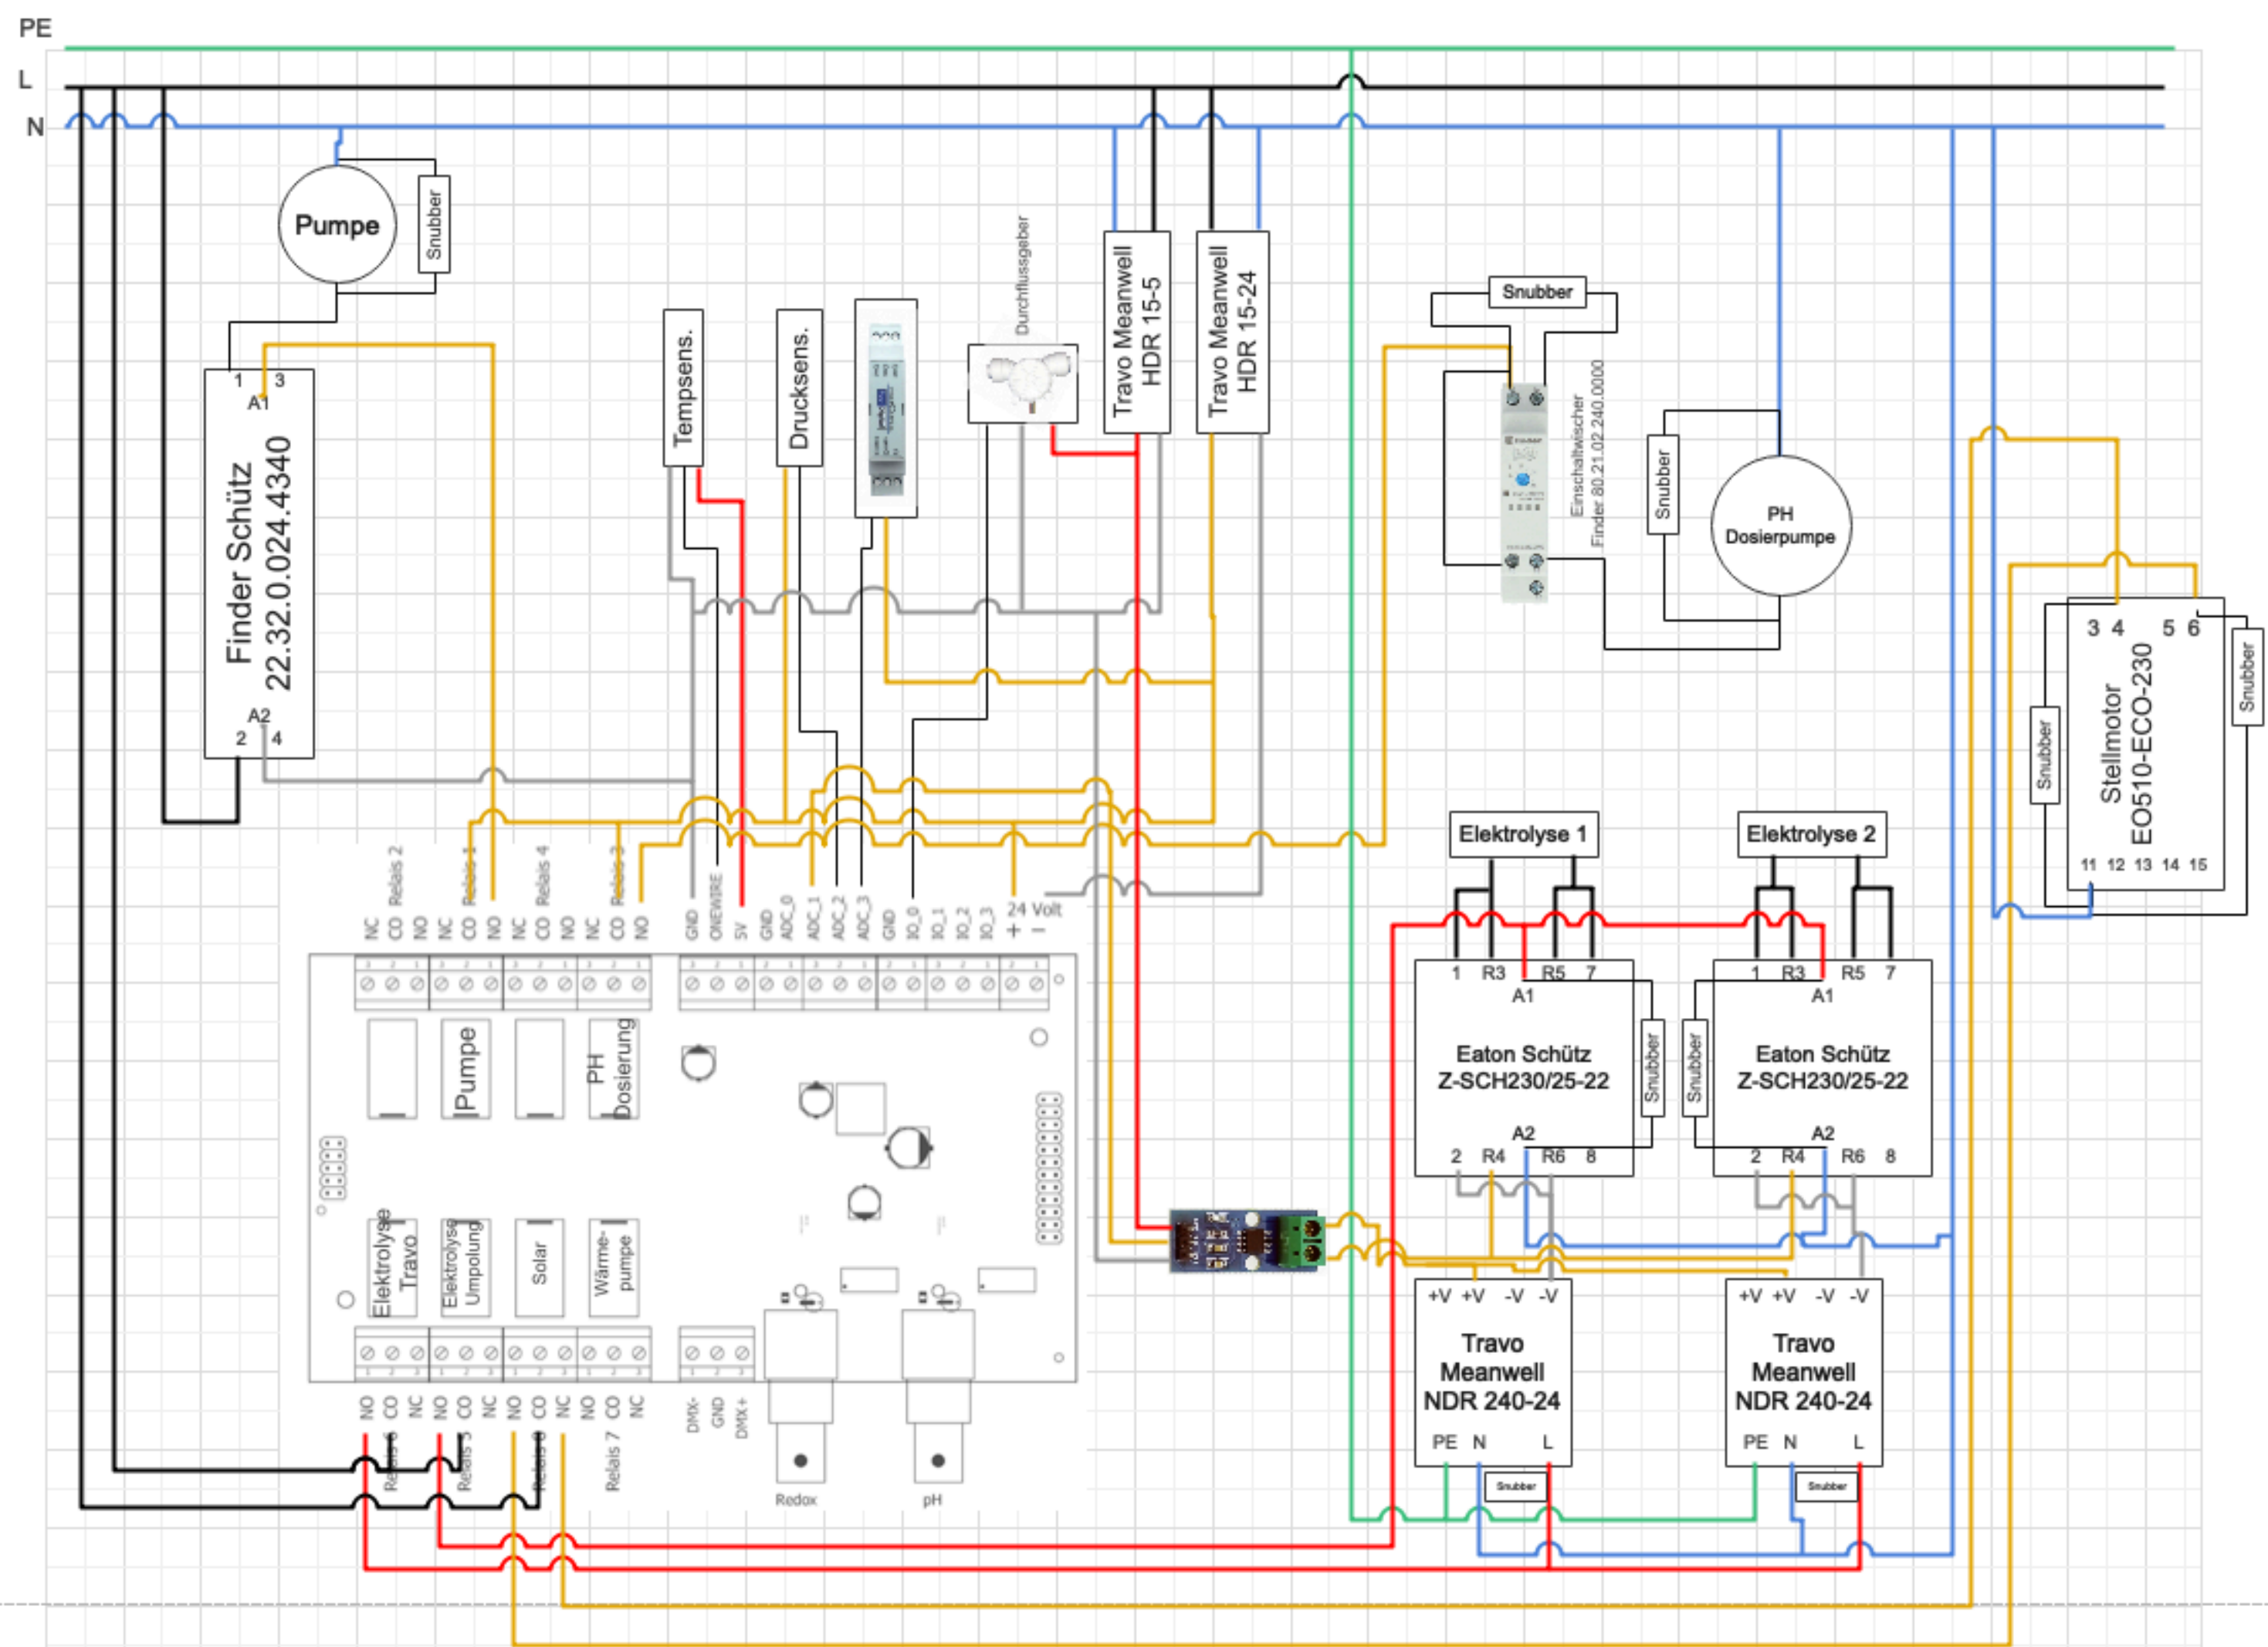 PE
L
N
Pumpe
Snubber
1 3
A1
Finder Schütz
22.32.0.024.4340
A2
2 4
Tempsens.
Drucksens.
Durchflussgeber
Travo Meanwell
HDR 15-5
Travo Meanwell
HDR 15-24
Snubber
Einschaltwischer
Finder 80.21.02.240.0000
Snubber
PH
Dosierpumpe
3 4 5 6
Stellmotor
EO510-ECO-230
11 12 13 14 15
Snubber
Snubber
Relais 2
Relais 1
Relais 4
Relais 3
NC
CO
NO
NC
CO
NO
NC
CO
NO
NC
CO
NO
GND
ONEWIRE
5V
GND
ADC_0
ADC_1
ADC_2
ADC_3
GND
IO_0
IO_1
IO_2
IO_3
24 Volt
+ −
Pumpe
PH
Dosierung
Elektrolyse
Travo
Elektrolyse
Umpolung
Solar
Wärme-
pumpe
NO
CO
NC
NO
CO
NC
NO
CO
NC
NO
CO
NC
Relais 6
Relais 5
Relais 8
Relais 7
DMX-
GND
DMX+
Redox
pH
Elektrolyse 1
Elektrolyse 2
1 R3 R5 7
A1
Eaton Schütz
Z-SCH230/25-22
A2
2 R4 R6 8
Snubber
Snubber
1 R3 R5 7
A1
Eaton Schütz
Z-SCH230/25-22
A2
2 R4 R6 8
+V +V -V -V
Travo
Meanwell
NDR 240-24
PE N L
Snubber
+V +V -V -V
Travo
Meanwell
NDR 240-24
PE N L
Snubber